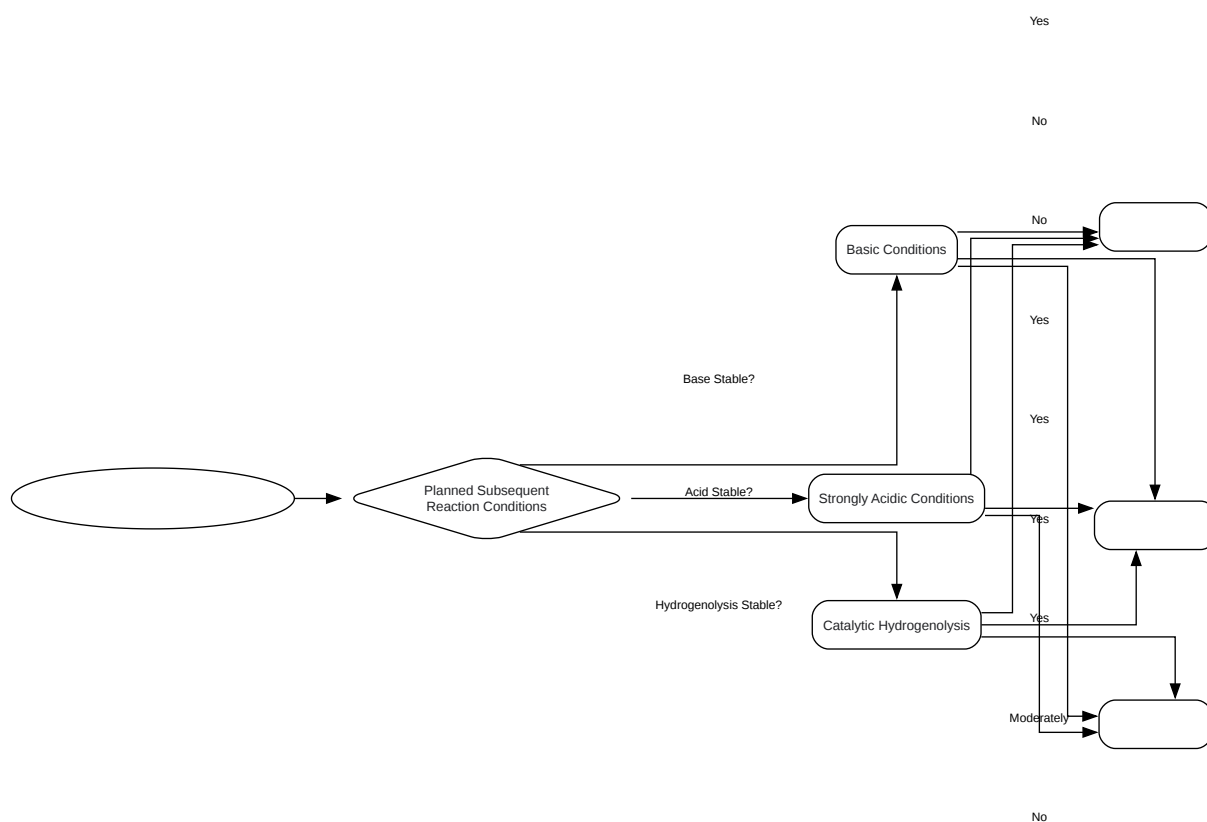 Yes
No
No
Basic Conditions
Yes
Base Stable?
Yes
Planned Subsequent
Reaction Conditions
Acid Stable?
Strongly Acidic Conditions
Yes
Hydrogenolysis Stable?
Catalytic Hydrogenolysis
Yes
Moderately
No